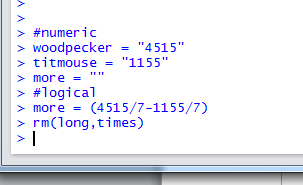 >
>
> #numeric
> woodpecker = "4515"
> titmouse = "1155"
> more = ""
> #logical
> more = (4515/7-1155/7)
> rm(long,times)
>